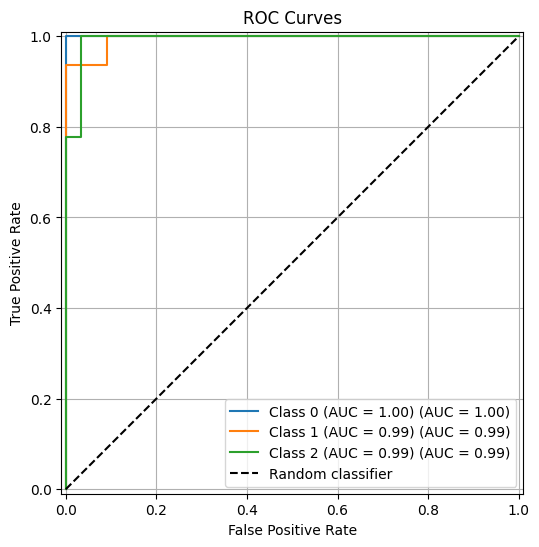 ROC Curves
1.0
0.8
0.6
0.4
0.2
0.0
True Positive Rate
Class 0 (AUC = 1.00) (AUC = 1.00)
Class 1 (AUC = 0.99) (AUC = 0.99)
Class 2 (AUC = 0.99) (AUC = 0.99)
Random classifier
0.0 0.2 0.4 0.6 0.8 1.0
False Positive Rate